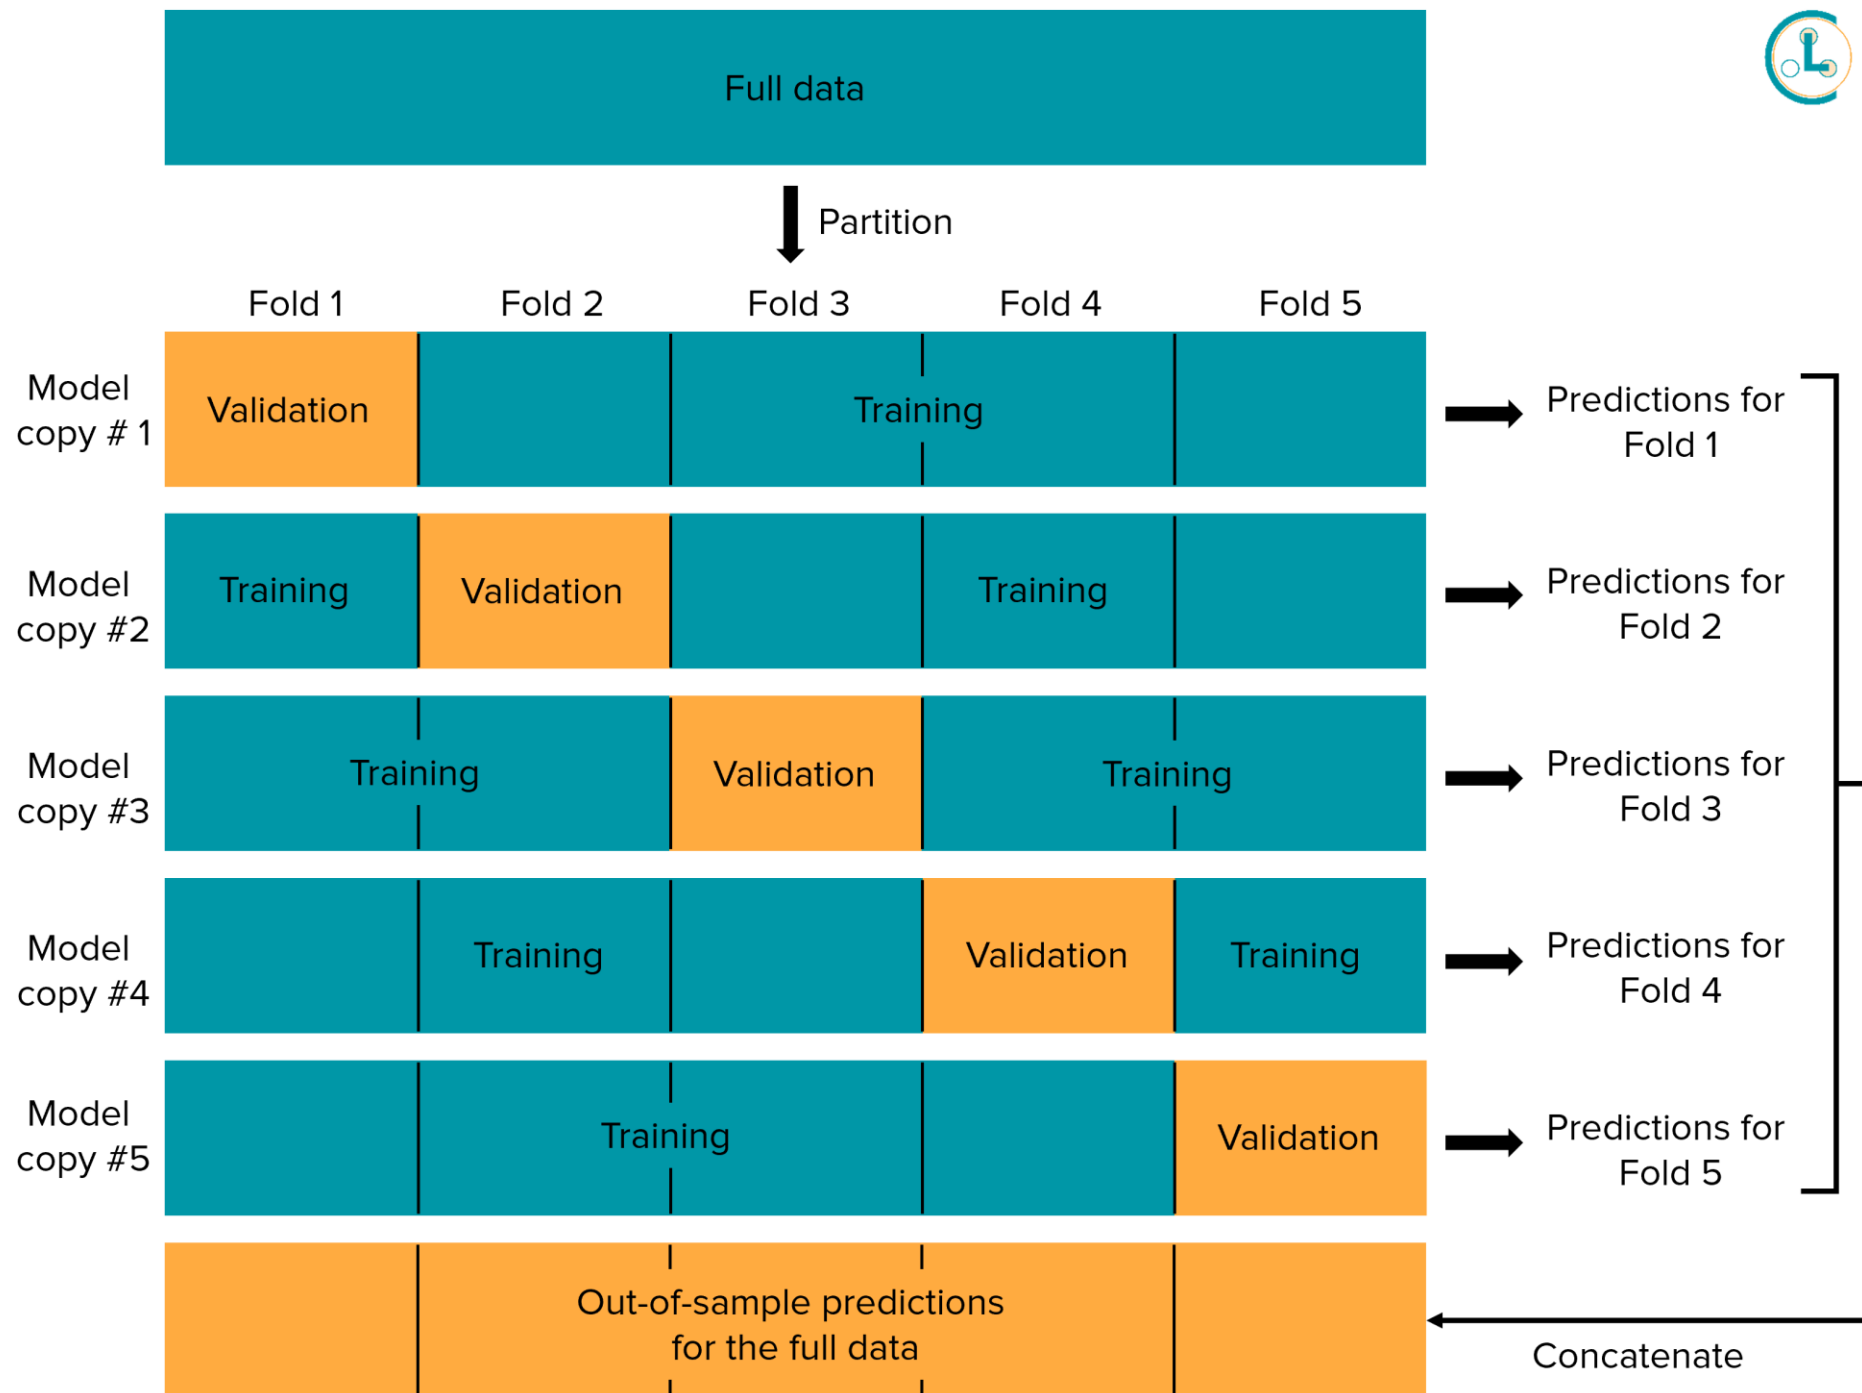 Full data
L
Partition
Fold 1
Fold 2
Fold 3
Fold 4
Fold 5
Model
copy # 1
Validation
Training
Predictions for
Fold 1
Model
copy #2
Training
Validation
Training
Predictions for
Fold 2
Model
copy #3
Training
Validation
Training
Predictions for
Fold 3
Model
copy #4
Training
Validation
Training
Predictions for
Fold 4
Model
copy #5
Training
Validation
Predictions for
Fold 5
Out-of-sample predictions
for the full data
Concatenate